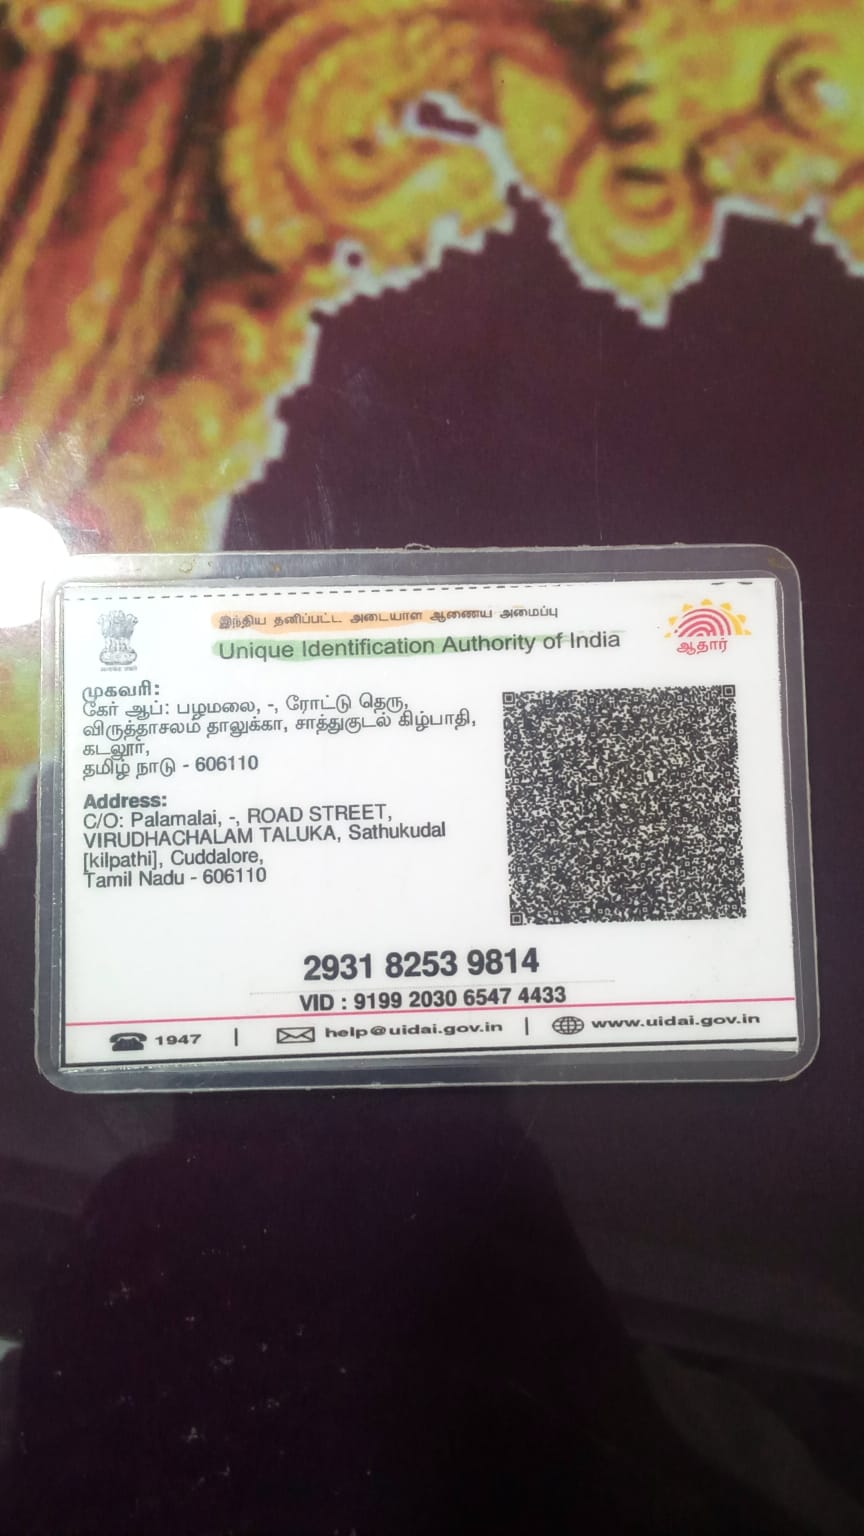 இந்திய தனிப்பட்ட அடையாள ஆணைய அமைப்பு
Unique Identification Authority of India
ஆதார்
முகவரி:
கேர் ஆப்: பழமலை, -, ரோட்டு தெரு,
விருத்தாசலம் தாலுக்கா, சாத்துகுடல் கிழ்பாதி,
கடலூர்,
தமிழ் நாடு - 606110
Address:
C/O: Palamalai, -, ROAD STREET,
VIRUDHACHALAM TALUKA, Sathukudal
[kilpathi], Cuddalore,
Tamil Nadu - 606110
2931 8253 9814
VID : 9199 2030 6547 4433
1947 | help@uidai.gov.in | www.uidai.gov.in